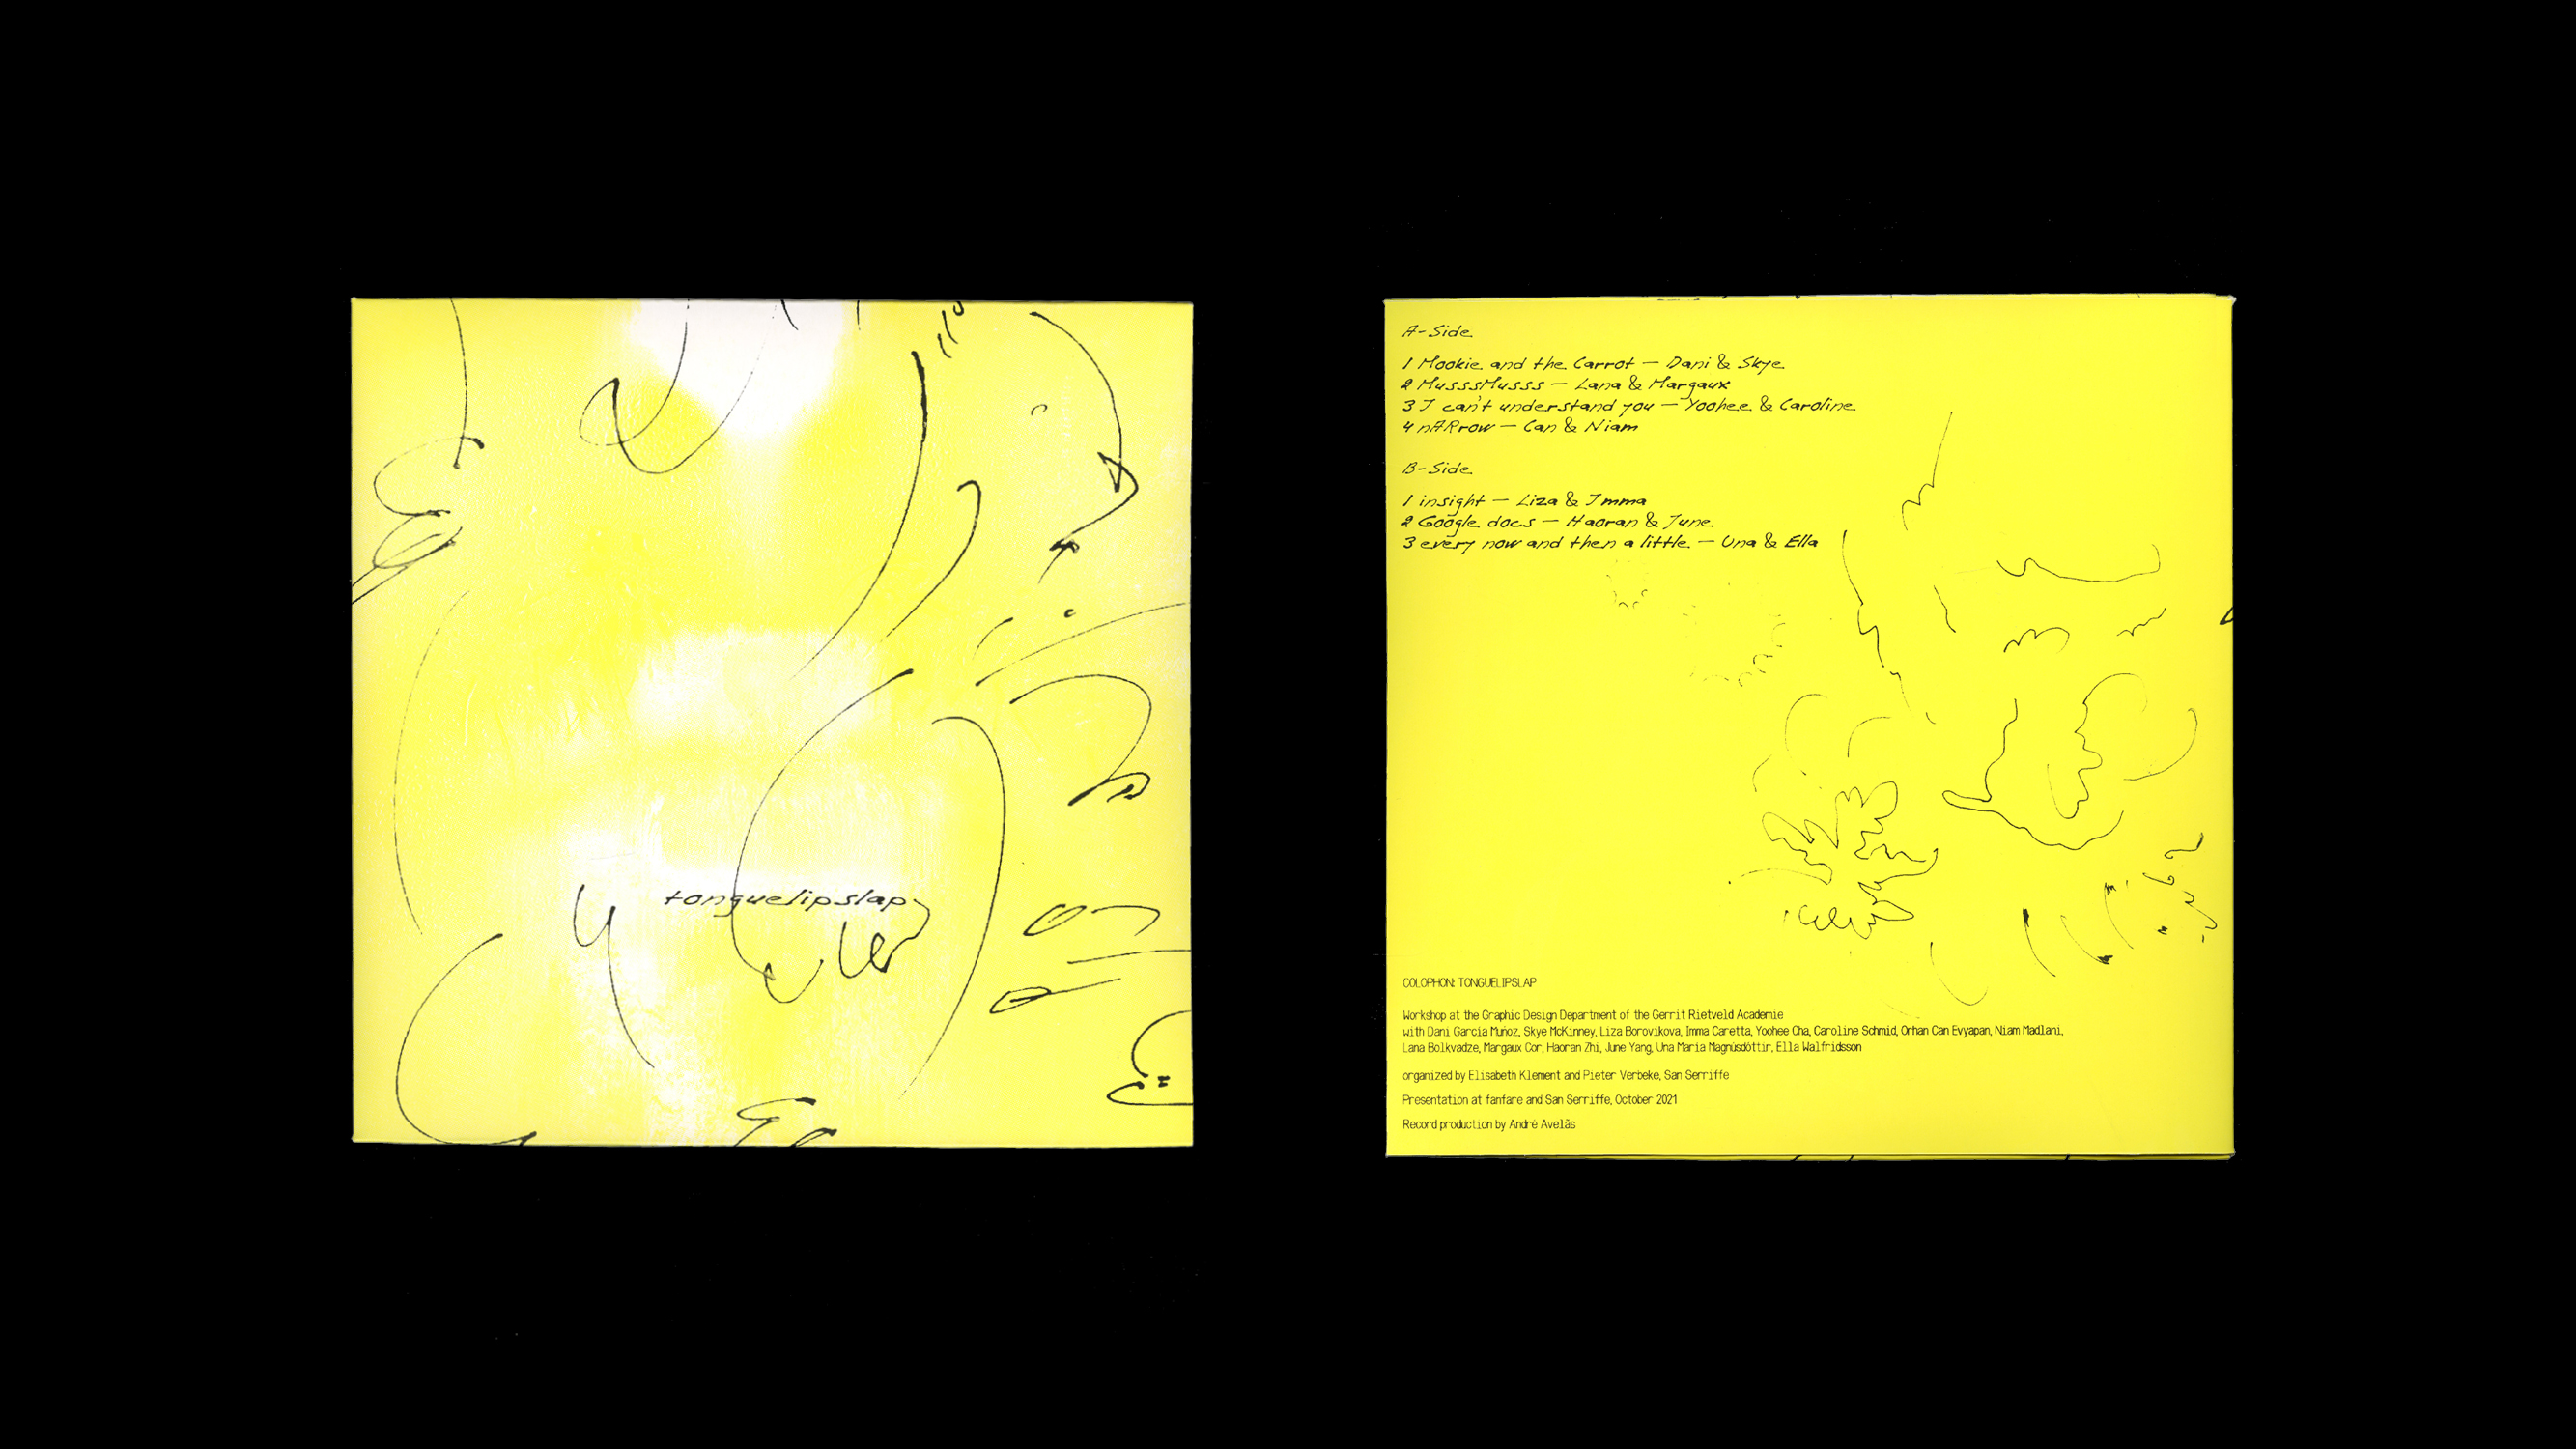 tonguelipslap
A-Side
1 Mookie and the Carrot — Dani & Skye
2 MusssMusss — Lana & Margaux
3 I can't understand you — Yoohee & Caroline
4 nARrow — Can & Niam
B-Side
1 insight — Liza & Imma
2 Google docs — Haoran & June
3 every now and then a little — Una & Ella
COLOPHON: TONGUELIPSLAP
Workshop at the Graphic Design Department of the Gerrit Rietveld Academie
with Dani Garcia Muñoz, Skye McKinney, Liza Borovikova, Imma Caretta, Yoohee Cha, Caroline Schmid, Orhan Can Evyapan, Niam Madlani,
Lana Bolkvadze, Margaux Cor, Haoran Zhi, June Yang, Una María Magnúsdóttir, Ella Walfridsson
organized by Elisabeth Klement and Pieter Verbeke, San Serriffe
Presentation at fanfare and San Serriffe, October 2021
Record production by André Avelãs